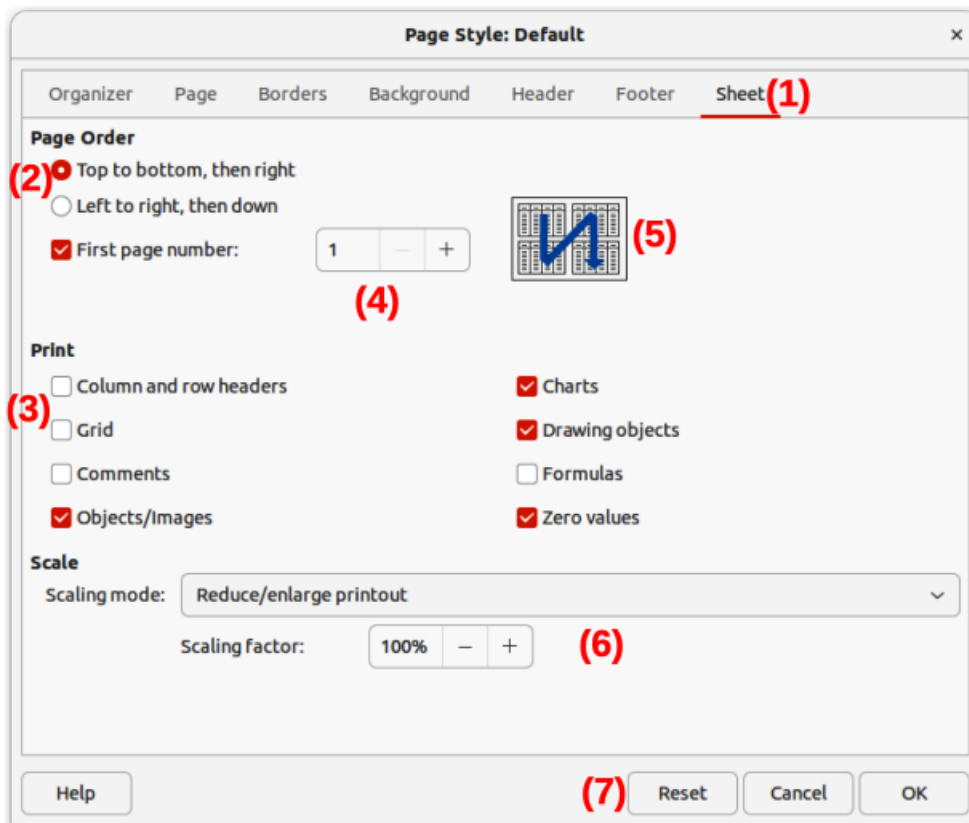 Page Style: Default ×
Organizer Page Borders Background Header Footer Sheet (1)
Page Order
(2) Top to bottom, then right
Left to right, then down
First page number: 1 − +
(5)
(4)
Print
Column and row headers Charts
(3)
Grid Drawing objects
Comments Formulas
Objects/Images Zero values
Scale
Scaling mode: Reduce/enlarge printout
Scaling factor: 100% − + (6)
Help (7) Reset Cancel OK